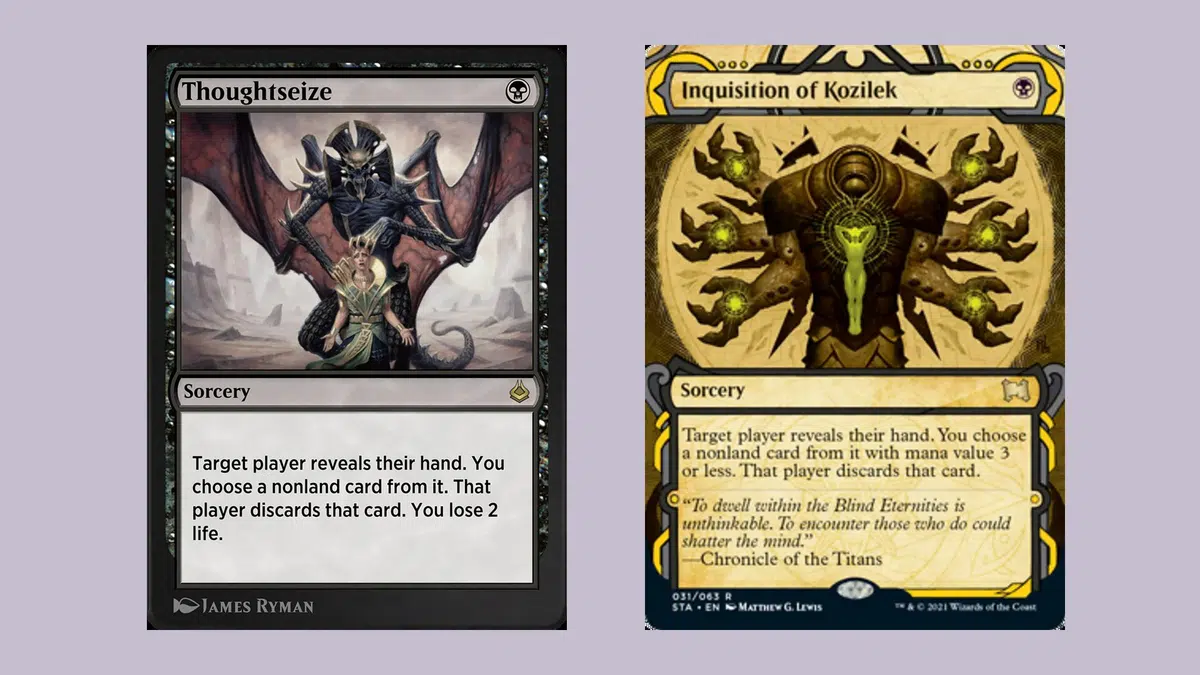 Thoughtseize
Sorcery
Target player reveals their hand. You
choose a nonland card from it. That
player discards that card. You lose 2
life.
James Ryman
Inquisition of Kozilek
Sorcery
Target player reveals their hand. You choose
a nonland card from it with mana value 3
or less. That player discards that card.
“To dwell within the Blind Eternities is
unthinkable. To encounter those who do could
shatter the mind.”
—Chronicle of the Titans
031/063 R
STA • EN Matthew G. Lewis
™ & © 2021 Wizards of the Coast